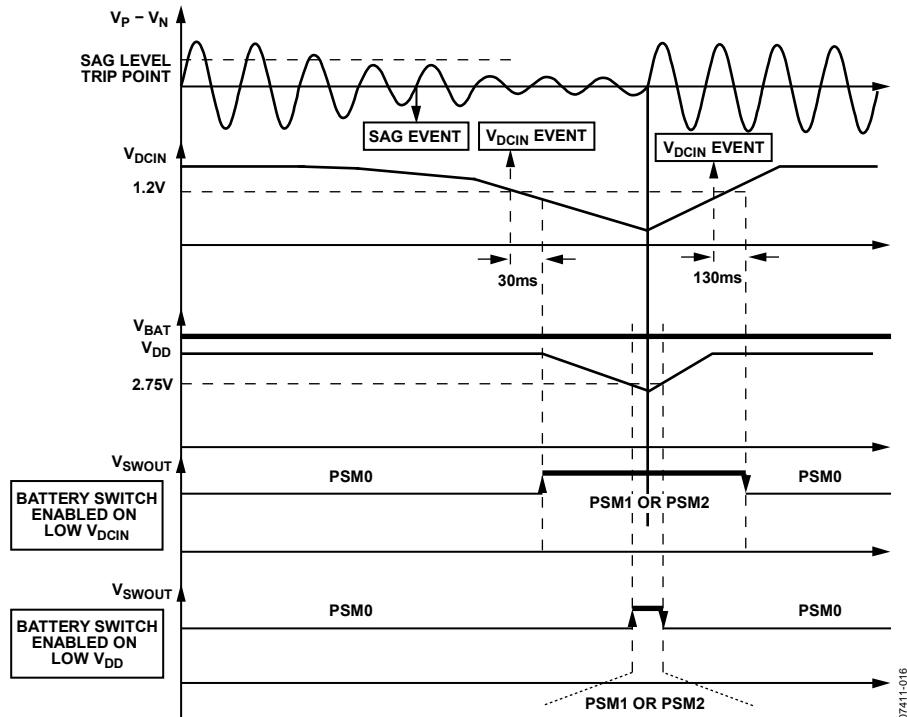 VP – VN
SAG LEVEL
TRIP POINT
SAG EVENT
VDCIN EVENT
VDCIN EVENT
VDCIN
1.2V
30ms
130ms
VBAT
VDD
2.75V
VSWOUT
PSM0
PSM0
BATTERY SWITCH
ENABLED ON
LOW VDCIN
PSM1 OR PSM2
VSWOUT
PSM0
PSM0
BATTERY SWITCH
ENABLED ON
LOW VDD
PSM1 OR PSM2
07411-016